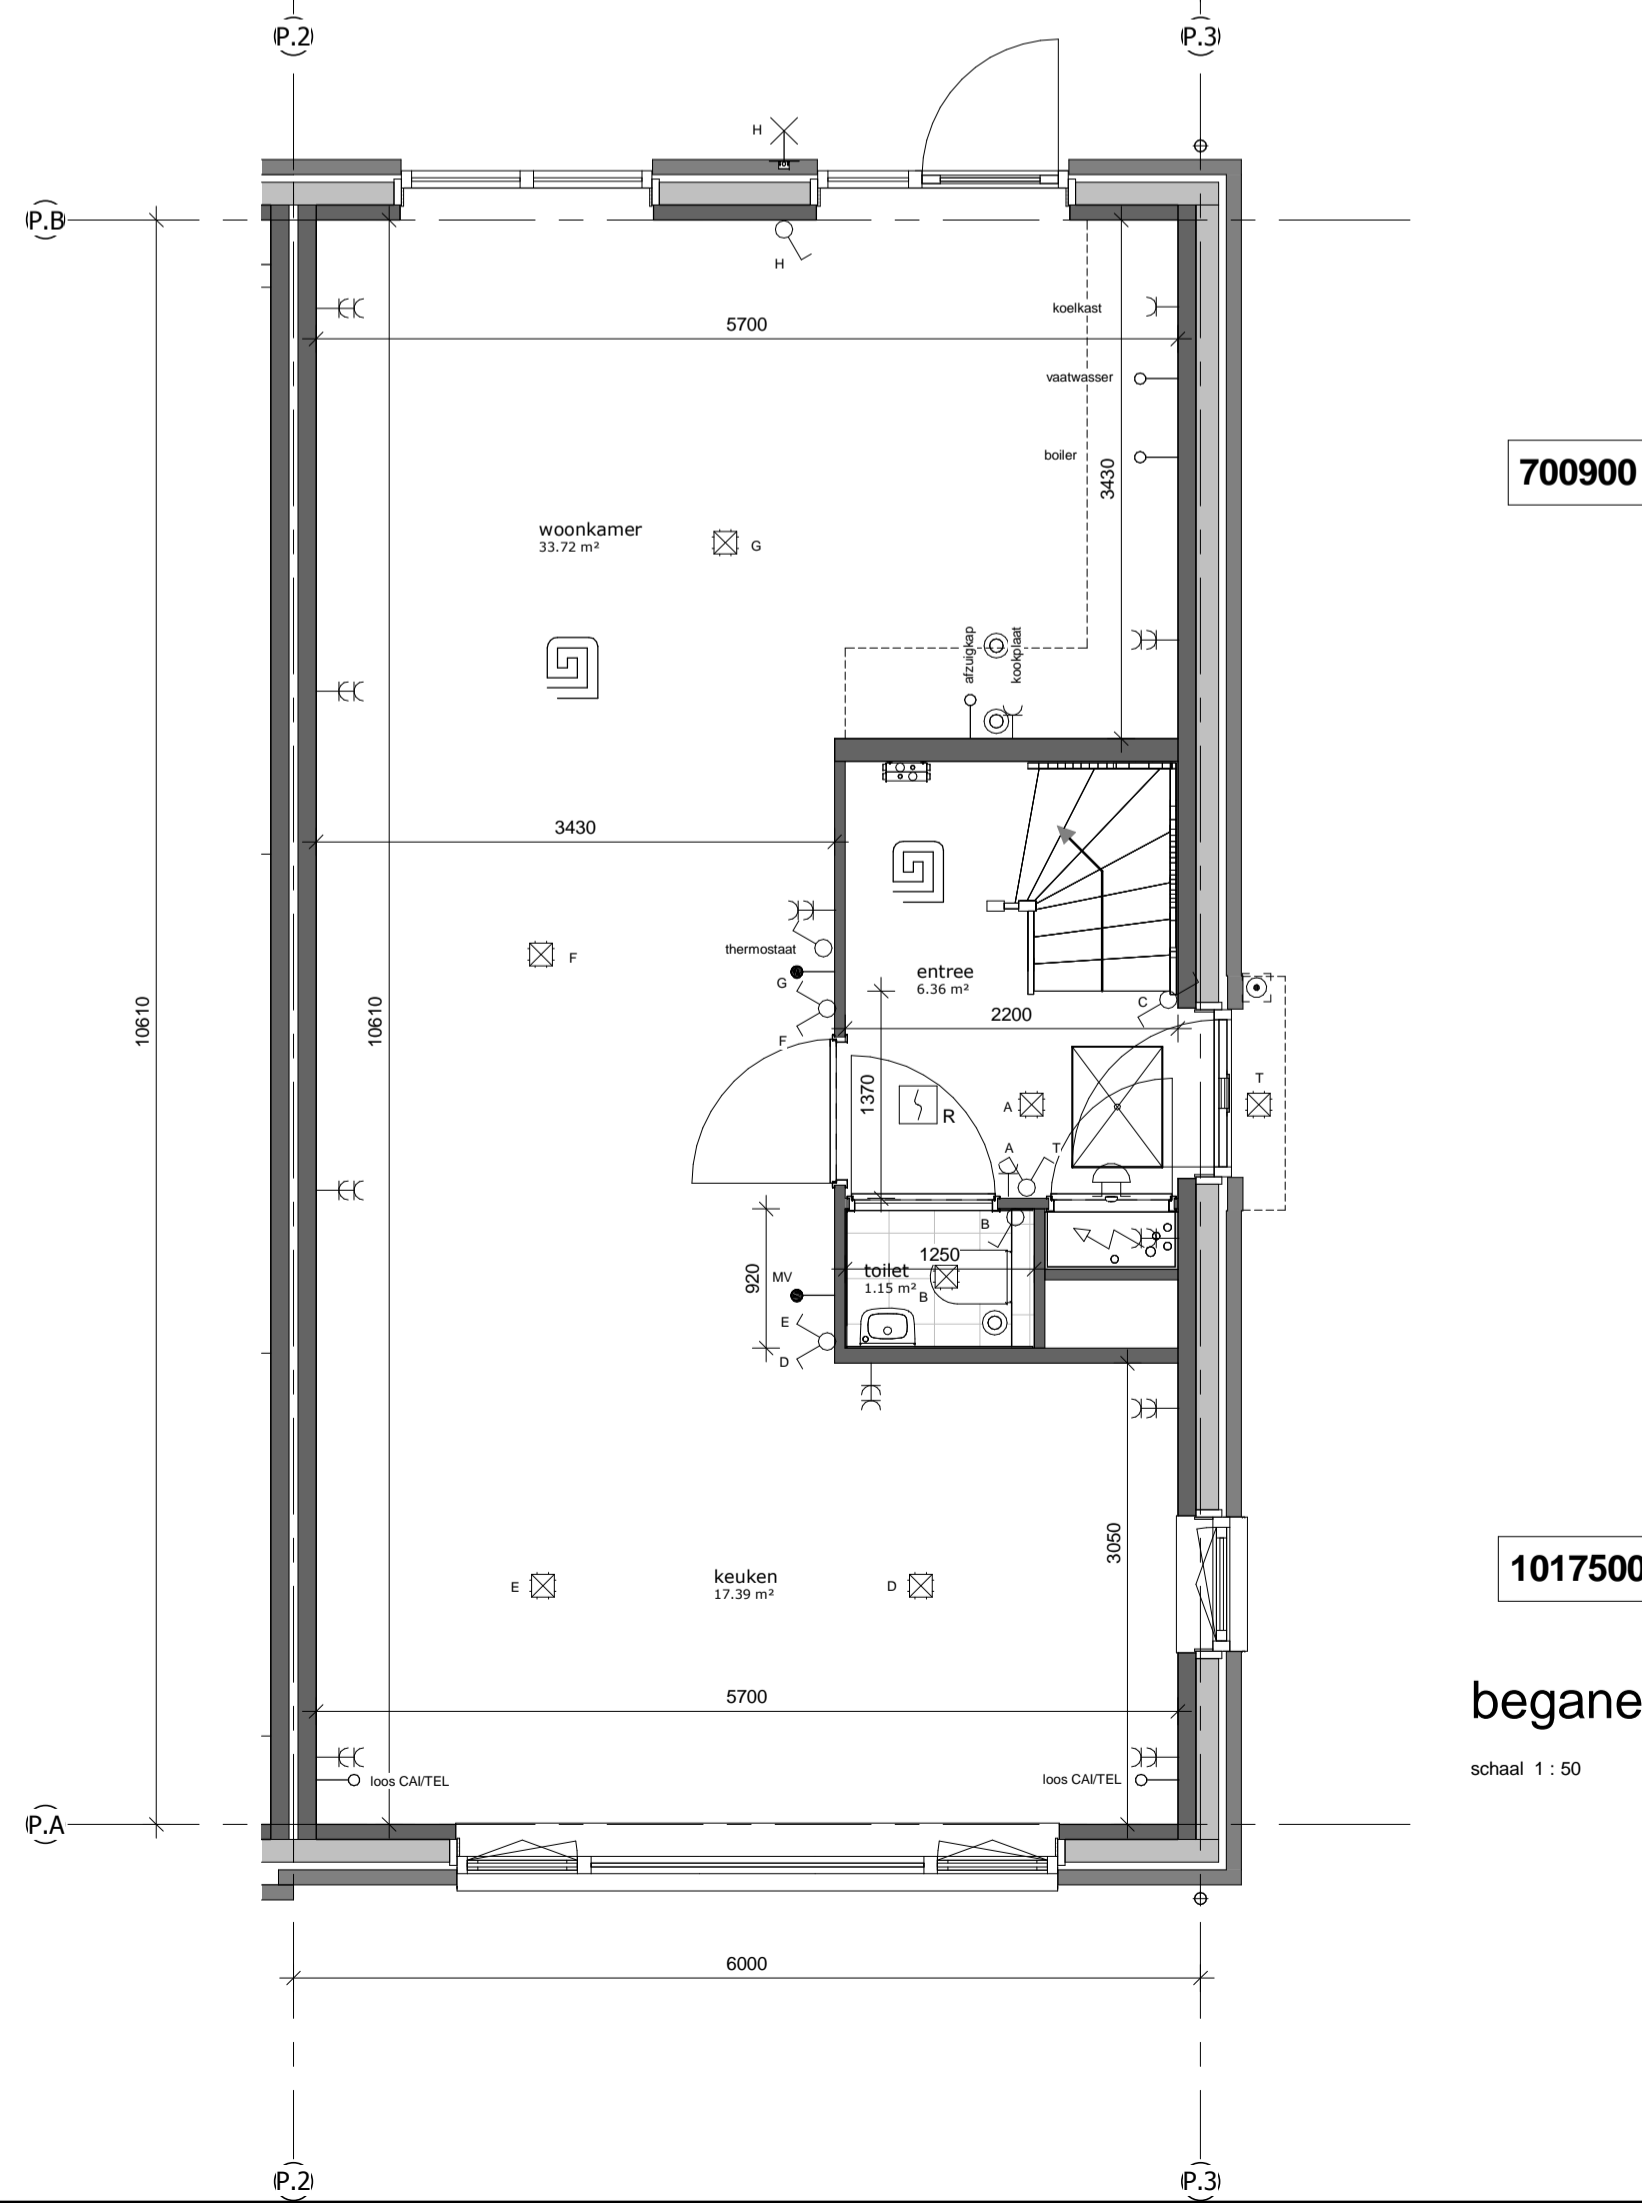 P.2
P.3
H
P.B
H
koelkast
5700
vaatwasser
boiler
3430
700900
woonkamer
33.72 m²
G
afzuigkap
kookplaat
3430
thermostaat
F
G
entree
6.36 m²
C
2200
10610
10610
F
1370
R
A
T
A
T
B
1250
920
MV
toilet
1.15 m²
B
E
D
3050
keuken
17.39 m²
E
D
1017500
5700
begane
schaal 1 : 50
loos CAI/TEL
loos CAI/TEL
P.A
6000
P.2
P.3